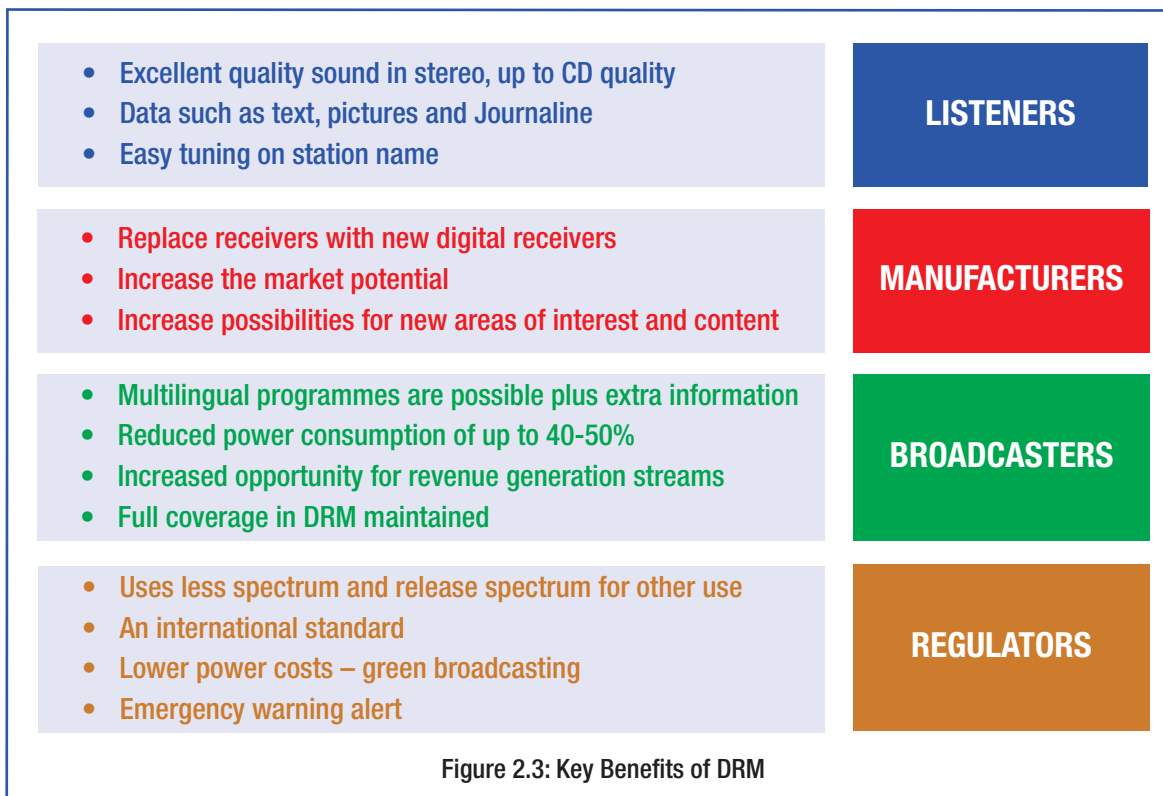 • Excellent quality sound in stereo, up to CD quality
• Data such as text, pictures and Journaline
• Easy tuning on station name
LISTENERS
• Replace receivers with new digital receivers
• Increase the market potential
• Increase possibilities for new areas of interest and content
MANUFACTURERS
• Multilingual programmes are possible plus extra information
• Reduced power consumption of up to 40-50%
• Increased opportunity for revenue generation streams
• Full coverage in DRM maintained
BROADCASTERS
• Uses less spectrum and release spectrum for other use
• An international standard
• Lower power costs – green broadcasting
• Emergency warning alert
REGULATORS
Figure 2.3: Key Benefits of DRM